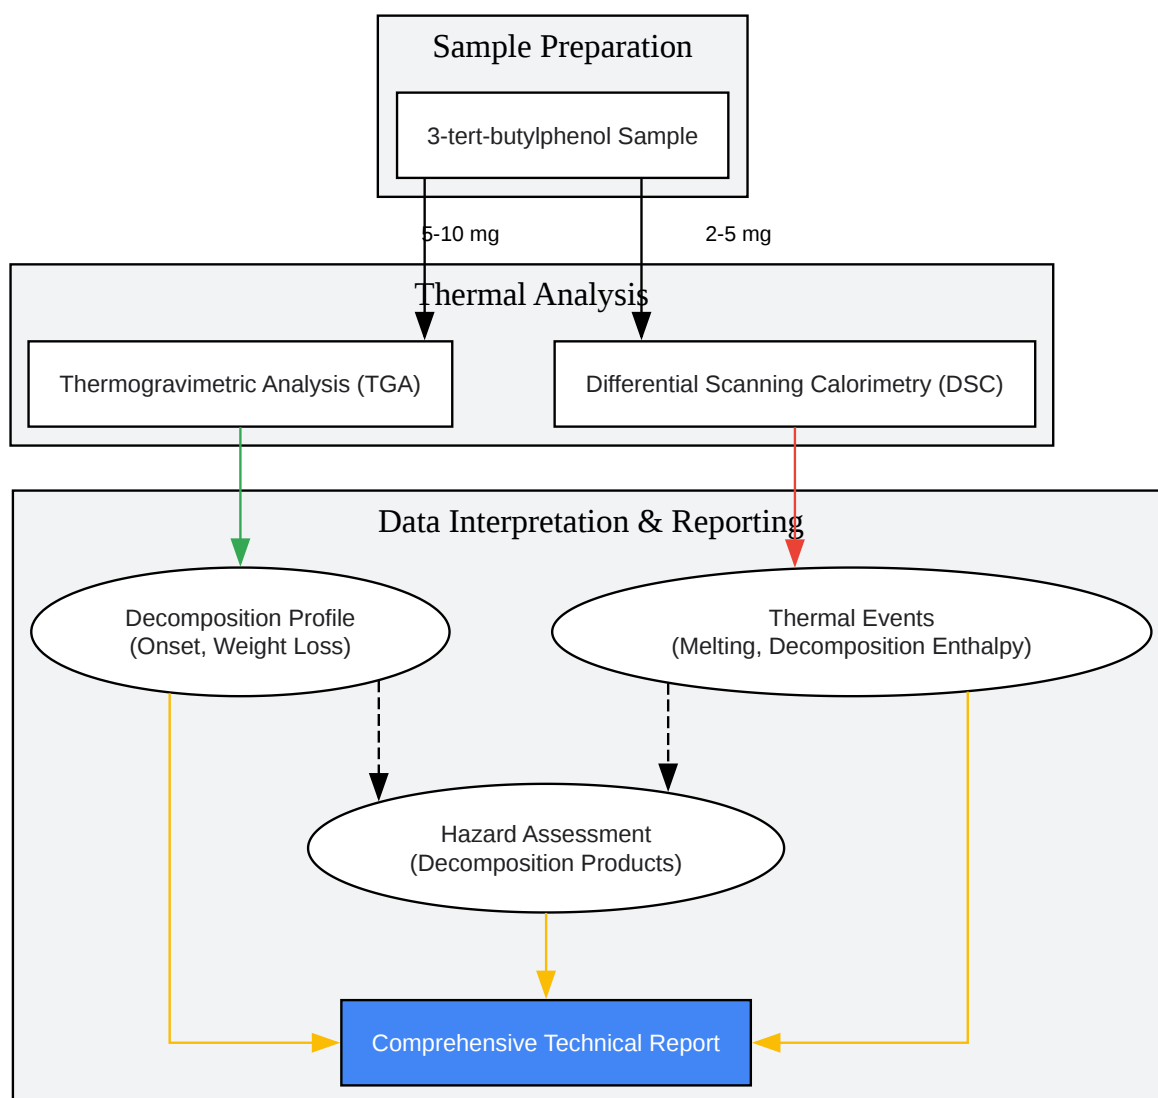 Sample Preparation
3-tert-butylphenol Sample
5-10 mg
2-5 mg
Thermal Analysis
Thermogravimetric Analysis (TGA)
Differential Scanning Calorimetry (DSC)
Data Interpretation & Reporting
Decomposition Profile
(Onset, Weight Loss)
Thermal Events
(Melting, Decomposition Enthalpy)
Hazard Assessment
(Decomposition Products)
Comprehensive Technical Report